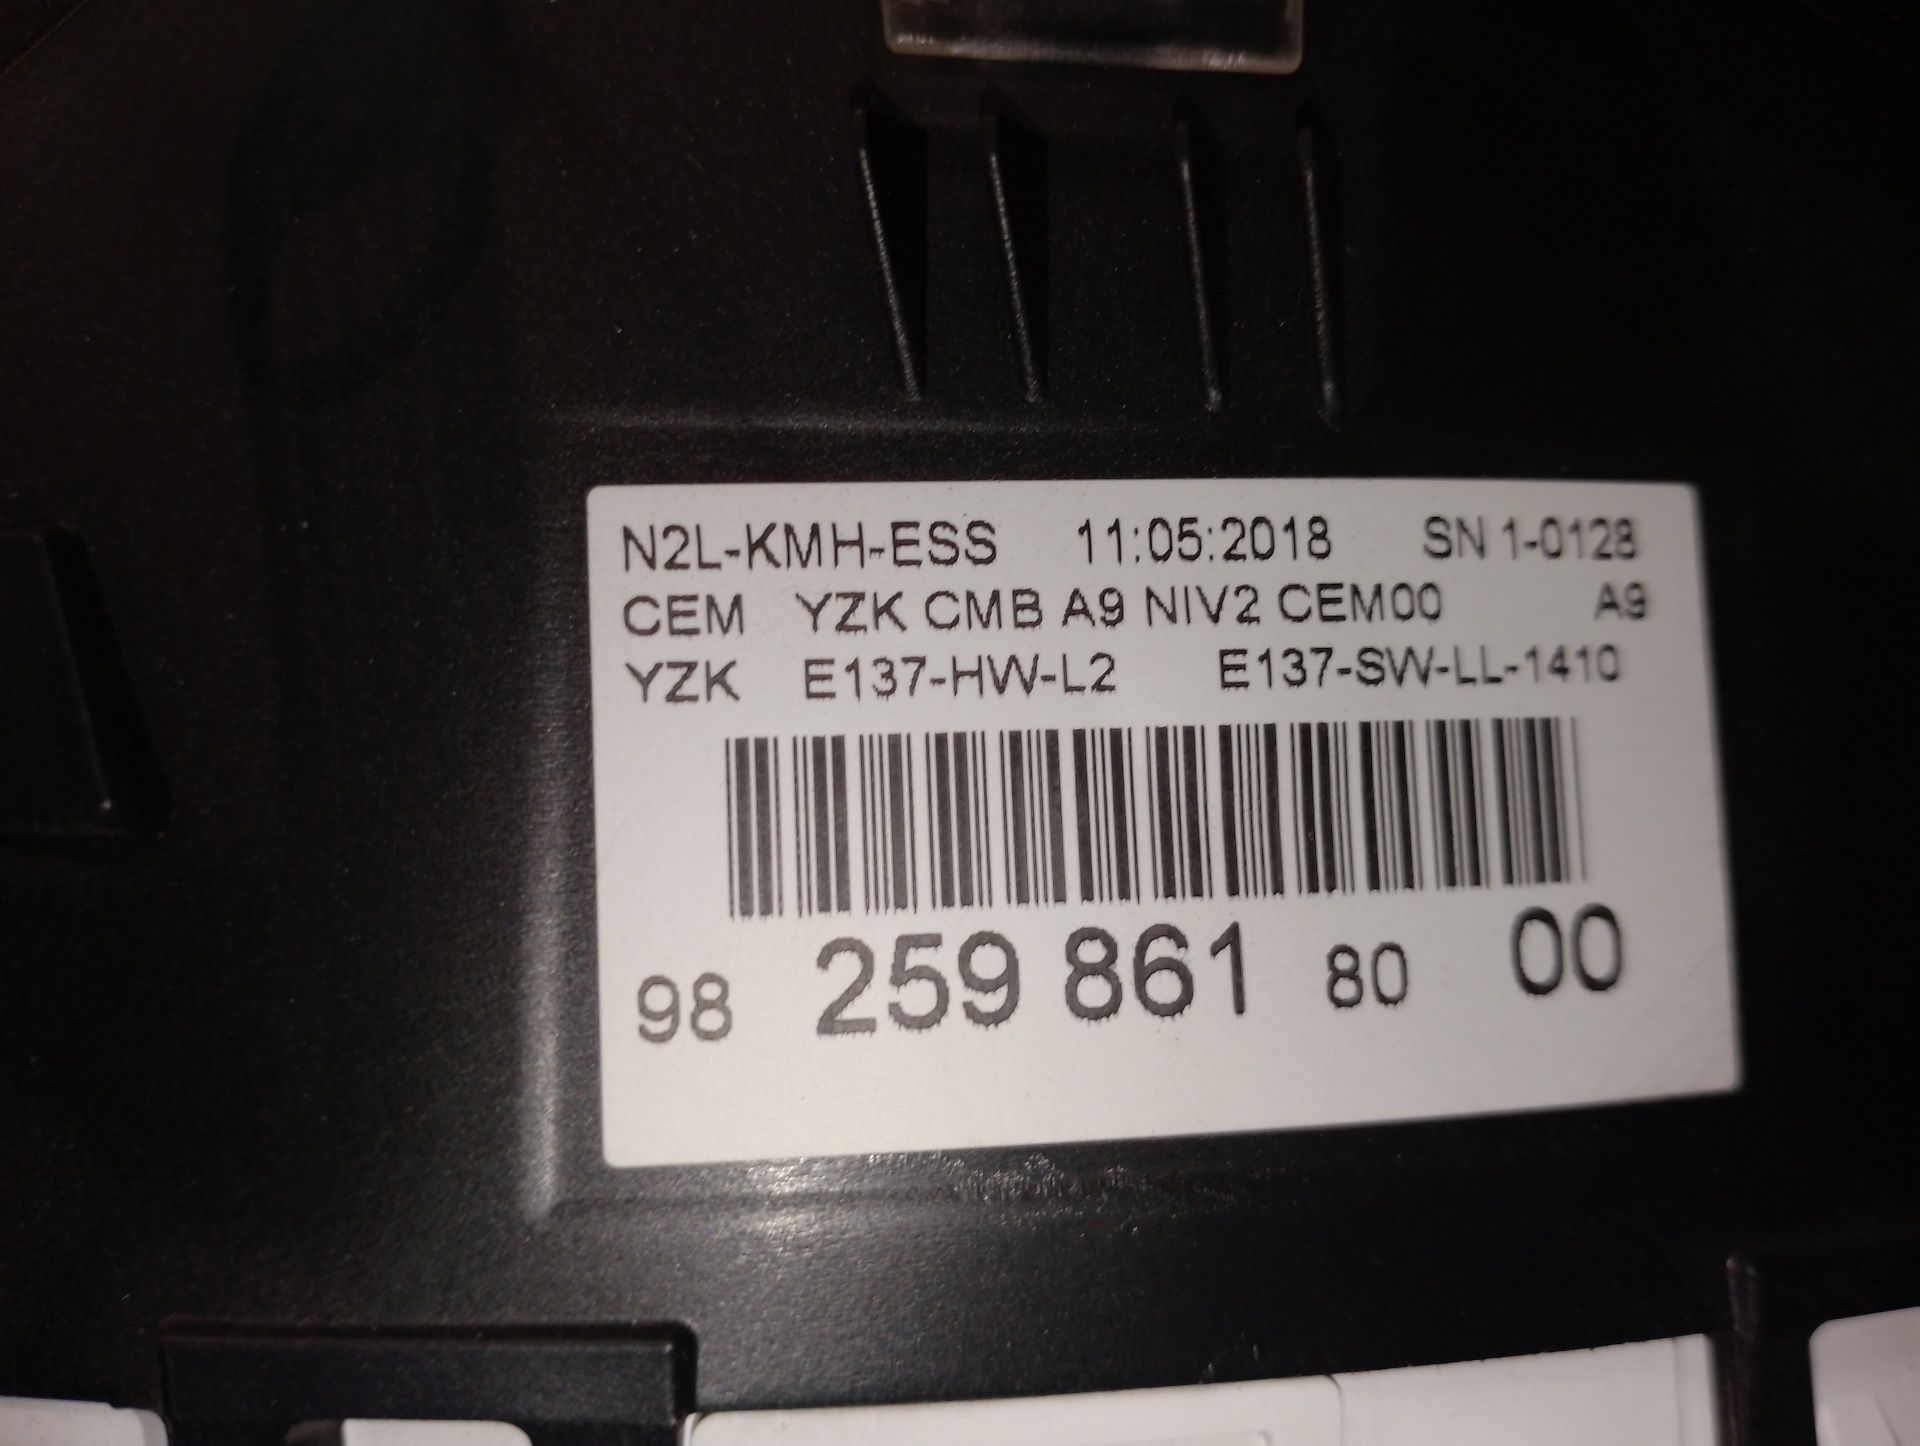 N2L-KMH-ESS 11:05:2018 SN 1-0128
CEM YZK CMB A9 NIV2 CEM00 A9
YZK E137-HW-L2 E137-SW-LL-1410
98 259 861 80 00